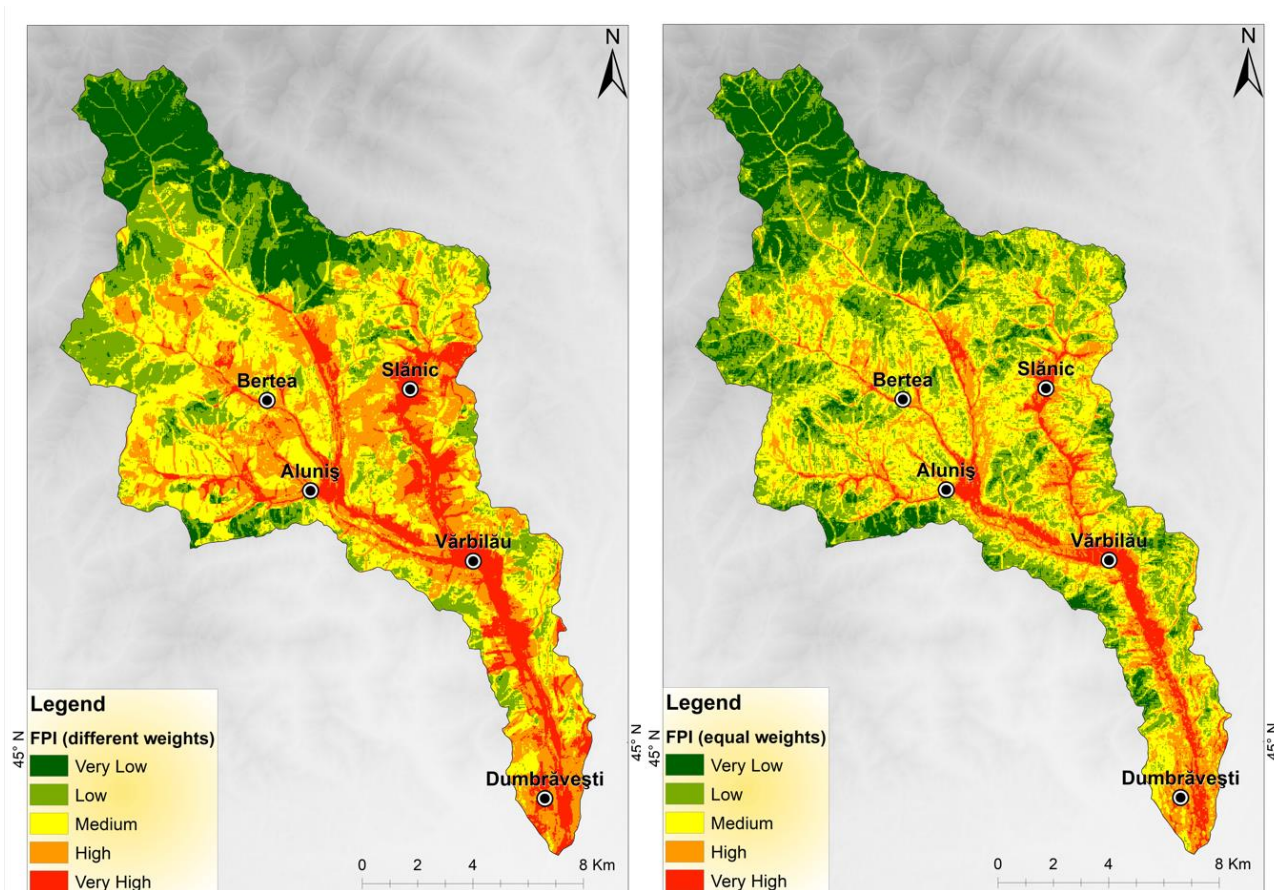 N
Bertea
Slănic
Aluniş
Vărbilău
Dumbrăveşti
45° N
45° N
Legend
FPI (different weights)
Very Low
Low
Medium
High
Very High
0 2 4 8 Km
N
Bertea
Slănic
Aluniş
Vărbilău
Dumbrăveşti
45° N
45° N
Legend
FPI (equal weights)
Very Low
Low
Medium
High
Very High
0 2 4 8 Km